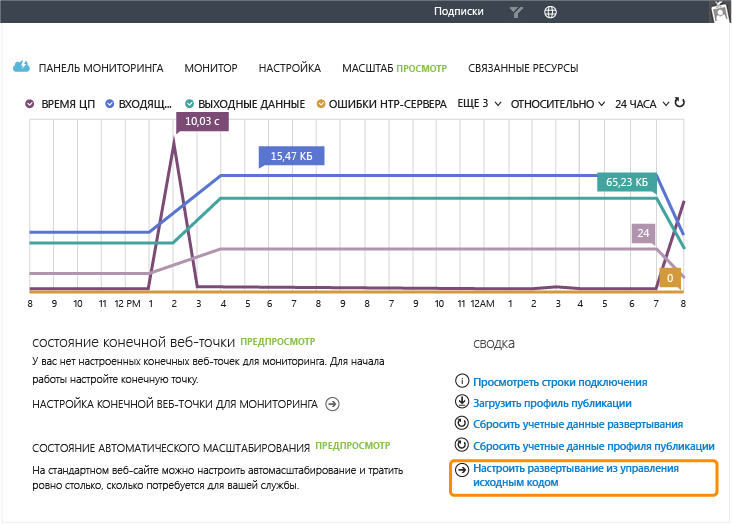 Подписки
ПАНЕЛЬ МОНИТОРИНГА МОНИТОР НАСТРОЙКА МАСШТАБ ПРОСМОТР СВЯЗАННЫЕ РЕСУРСЫ
ВРЕМЯ ЦП ВХОДЯЩ... ВЫХОДНЫЕ ДАННЫЕ ОШИБКИ HTP-СЕРВЕРА ЕЩЕ 3 ОТНОСИТЕЛЬНО 24 ЧАСА
10,03 с
15,47 КБ
65,23 КБ
24
0
8 9 10 11 12 PM 1 2 3 4 5 6 7 8 9 8 9 10 11 12AM 1 2 3 4 5 6 7 8
состояние конечной веб-точки ПРЕДПРОСМОТР
У вас нет настроенных конечных веб-точек для мониторинга. Для начала
работы настройте конечную точку.
НАСТРОЙКА КОНЕЧНОЙ ВЕБ-ТОЧКИ ДЛЯ МОНИТОРИНГА
СОСТОЯНИЕ АВТОМАТИЧЕСКОГО МАСШТАБИРОВАНИЯ ПРЕДПРОСМОТР
На стандартном веб-сайте можно настроить автомасштабирование и тратить
ровно столько, сколько потребуется для вашей службы.
сводка
Просмотреть строки подключения
Загрузить профиль публикации
Сбросить учетные данные развертывания
Сбросить учетные данные профиля публикации
Настроить развертывание из управления
исходным кодом